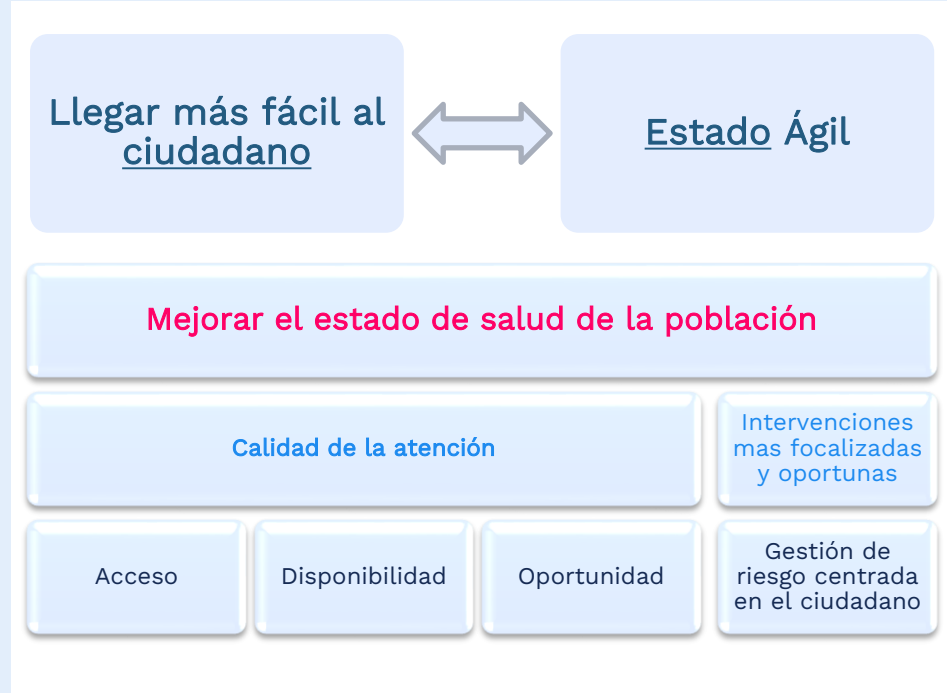 Llegar más fácil al
ciudadano
Estado Ágil
Mejorar el estado de salud de la población
Calidad de la atención
Intervenciones
mas focalizadas
y oportunas
Acceso
Disponibilidad
Oportunidad
Gestión de
riesgo centrada
en el ciudadano